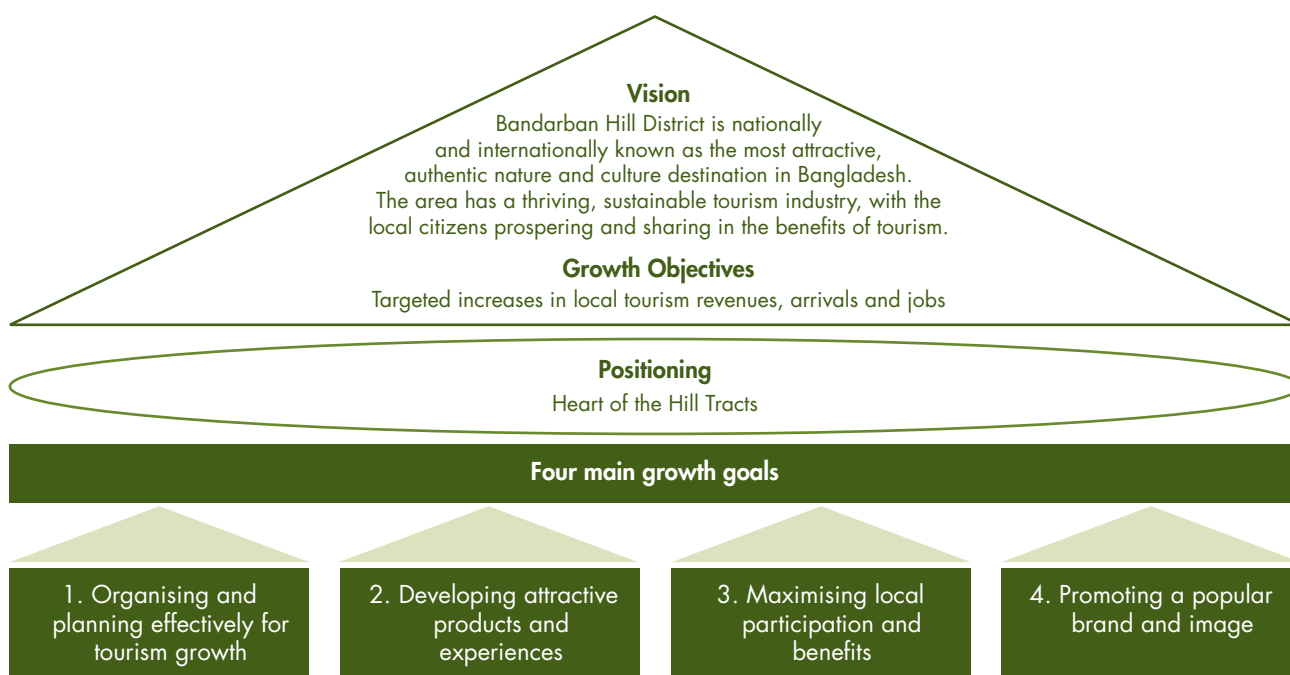 Vision
Bandarban Hill District is nationally
and internationally known as the most attractive,
authentic nature and culture destination in Bangladesh.
The area has a thriving, sustainable tourism industry, with the
local citizens prospering and sharing in the benefits of tourism.
Growth Objectives
Targeted increases in local tourism revenues, arrivals and jobs
Positioning
Heart of the Hill Tracts
Four main growth goals
1. Organising and
planning effectively for
tourism growth
2. Developing attractive
products and
experiences
3. Maximising local
participation and
benefits
4. Promoting a popular
brand and image